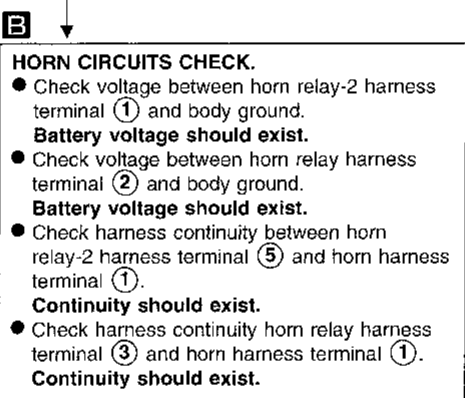 B
HORN CIRCUITS CHECK.
● Check voltage between horn relay-2 harness
terminal ① and body ground.
Battery voltage should exist.
● Check voltage between horn relay harness
terminal ② and body ground.
Battery voltage should exist.
● Check harness continuity between horn
relay-2 harness terminal ⑤ and horn harness
terminal ①.
Continuity should exist.
● Check harness continuity horn relay harness
terminal ③ and horn harness terminal ①.
Continuity should exist.